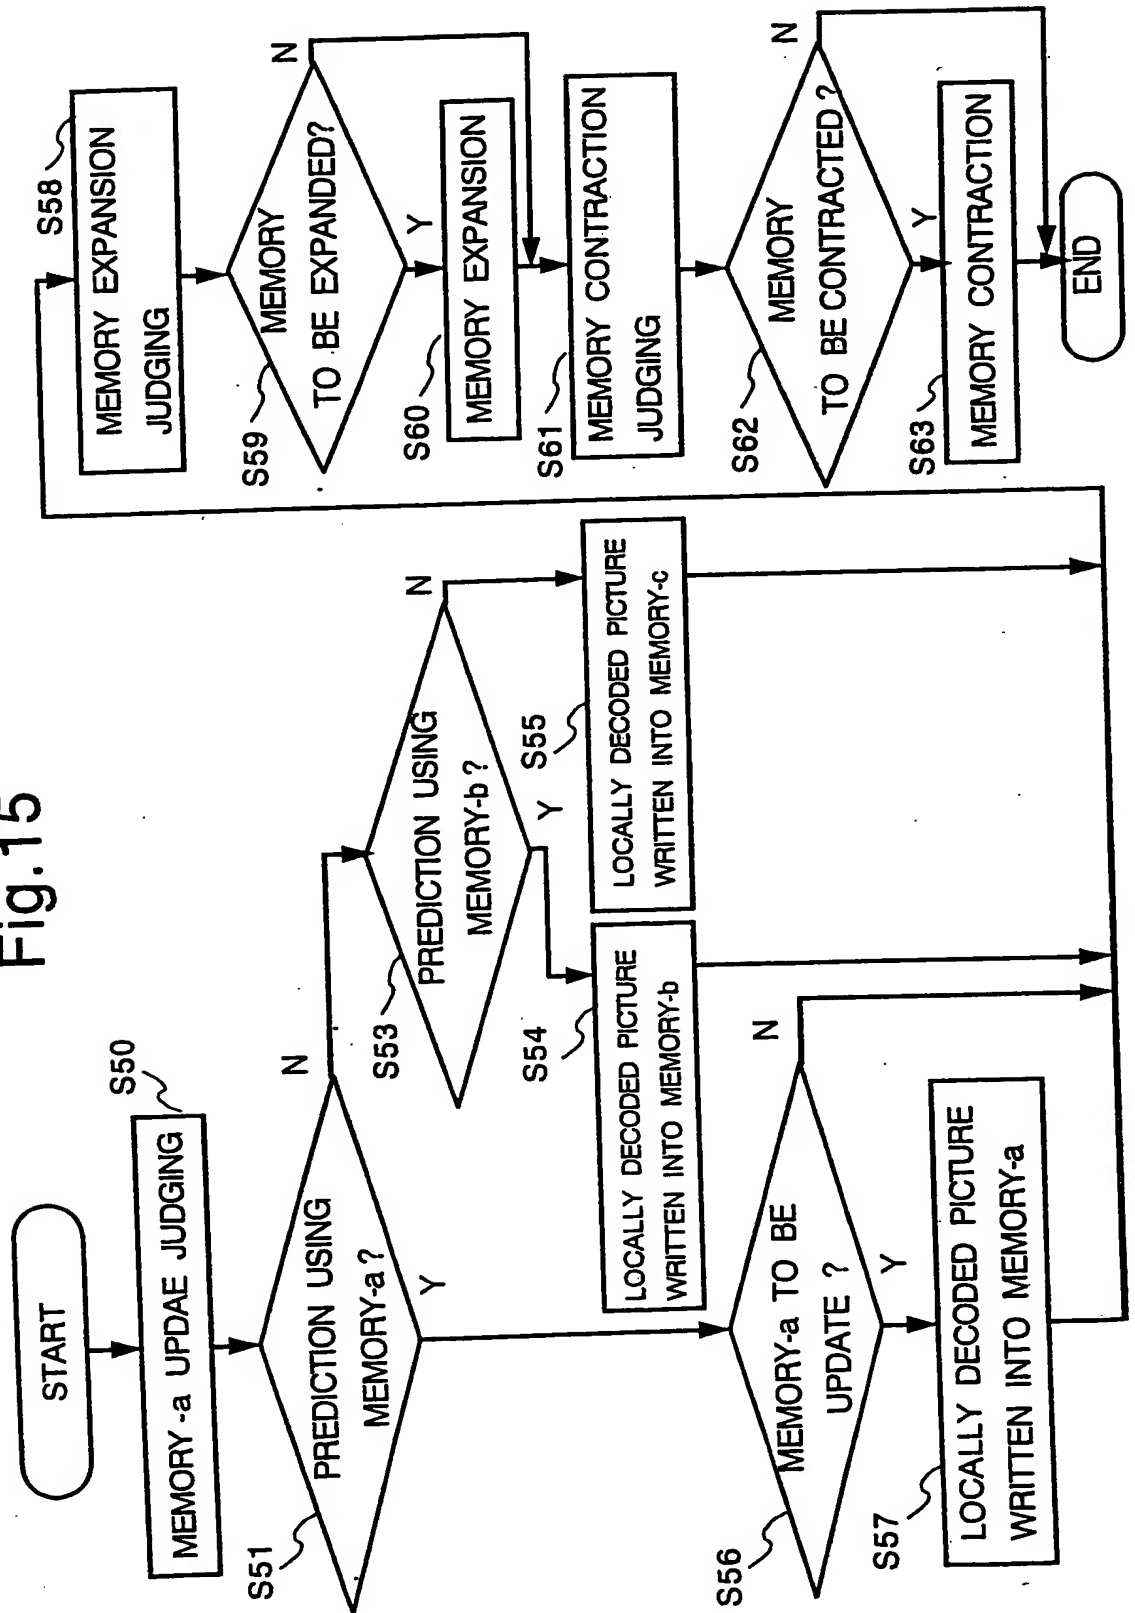 Fig.15
START
S50
MEMORY -a UPDAE JUDGING
S51
PREDICTION USING
MEMORY-a?
N
Y
S53
PREDICTION USING
MEMORY-b?
N
Y
S54
LOCALLY DECODED PICTURE
WRITTEN INTO MEMORY-b
S55
LOCALLY DECODED PICTURE
WRITTEN INTO MEMORY-c
S56
MEMORY-a TO BE
UPDATE ?
N
Y
S57
LOCALLY DECODED PICTURE
WRITTEN INTO MEMORY-a
S58
MEMORY EXPANSION
JUDGING
S59
MEMORY
TO BE EXPANDED?
N
Y
S60
MEMORY EXPANSION
S61
MEMORY CONTRACTION
JUDGING
S62
MEMORY
TO BE CONTRACTED?
N
Y
S63
MEMORY CONTRACTION
END